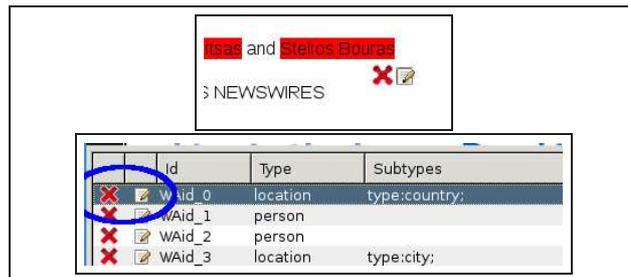 itsas and Stelios Bouras
S NEWSWIRES
Id Type Subtypes
WAid_0 location type:country;
WAid_1 person
WAid_2 person
WAid_3 location type:city;